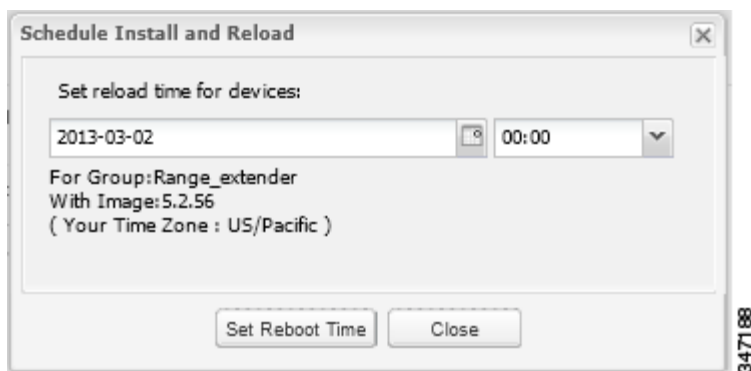 Schedule Install and Reload
Set reload time for devices:
2013-03-02
00:00
For Group:Range_extender
With Image:5.2.56
( Your Time Zone : US/Pacific )
Set Reboot Time
Close
347188